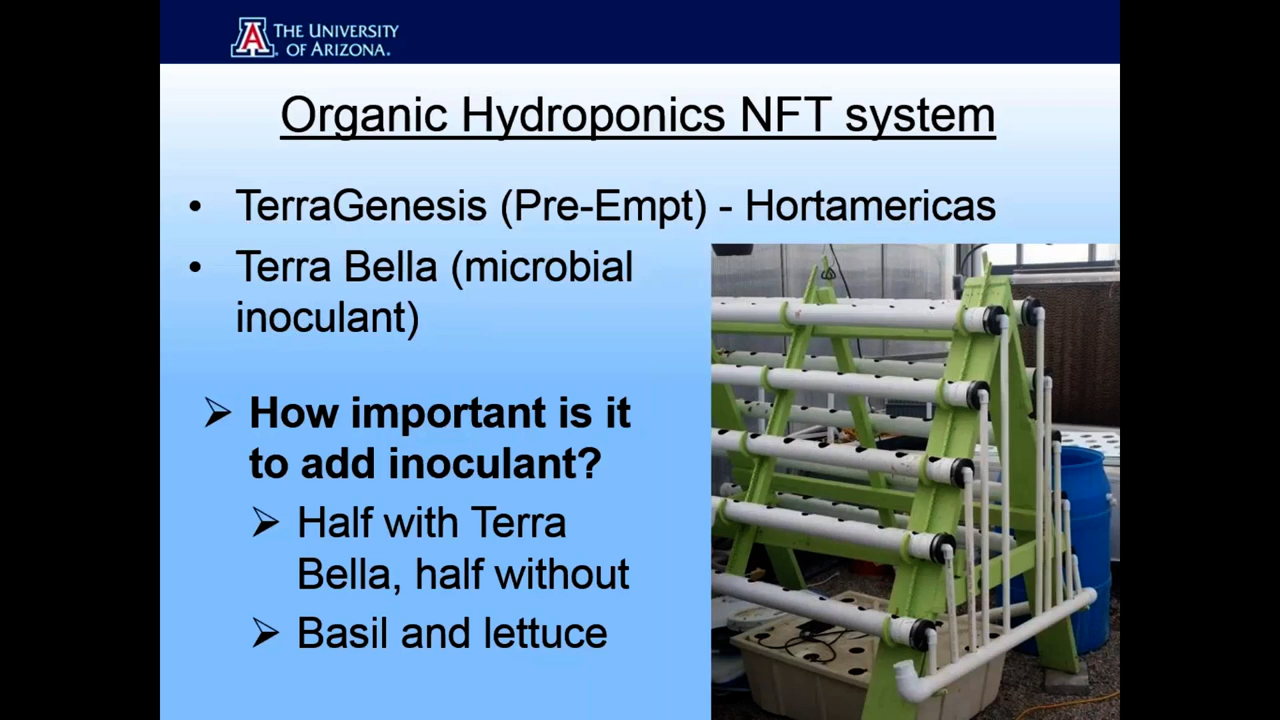 THE UNIVERSITY
OF ARIZONA.
Organic Hydroponics NFT system
• TerraGenesis (Pre-Empt) - Hortamericas
• Terra Bella (microbial
inoculant)
➢ How important is it
to add inoculant?
➢ Half with Terra
Bella, half without
➢ Basil and lettuce